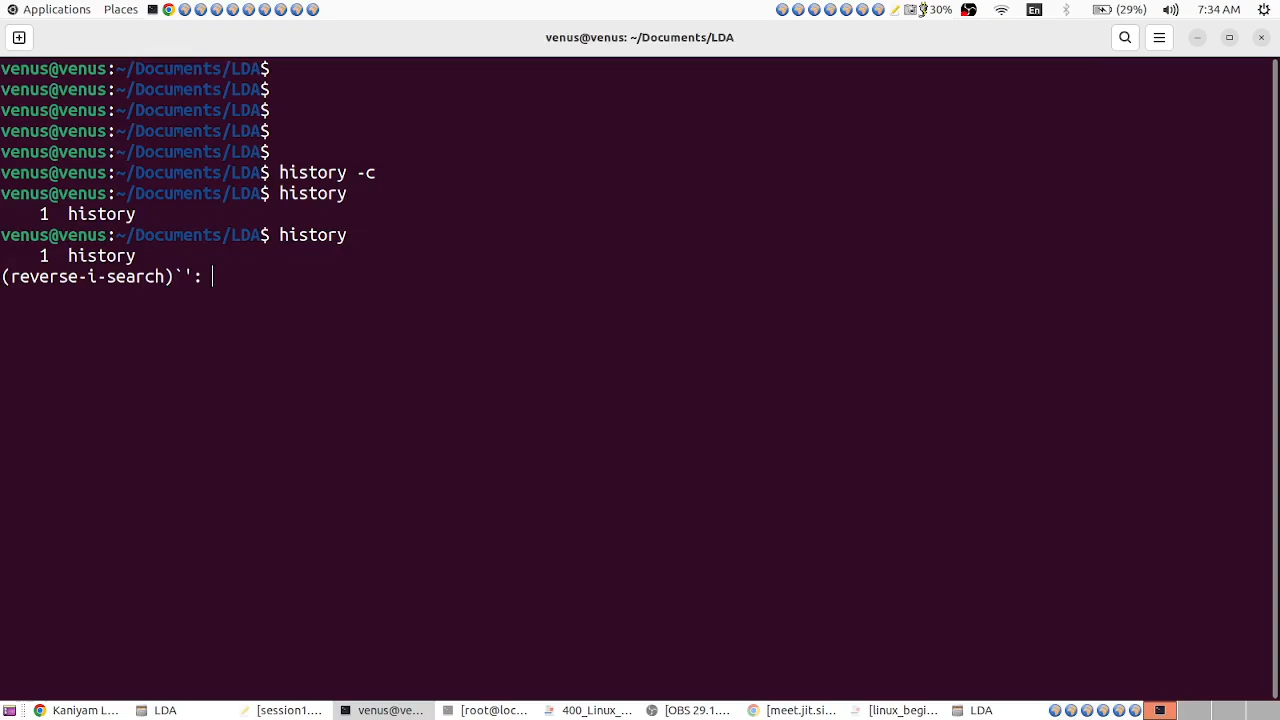 Applications Places 30% En (29%) 7:34 AM
venus@venus: ~/Documents/LDA
venus@venus:~/Documents/LDA$
venus@venus:~/Documents/LDA$
venus@venus:~/Documents/LDA$
venus@venus:~/Documents/LDA$
venus@venus:~/Documents/LDA$
venus@venus:~/Documents/LDA$ history -c
venus@venus:~/Documents/LDA$ history
1 history
venus@venus:~/Documents/LDA$ history
1 history
(reverse-i-search)`':
Kaniyam L... LDA [session1.... venus@ve... [root@loc... 400_Linux_... [OBS 29.1.... [meet.jit.si... [linux_begi... LDA